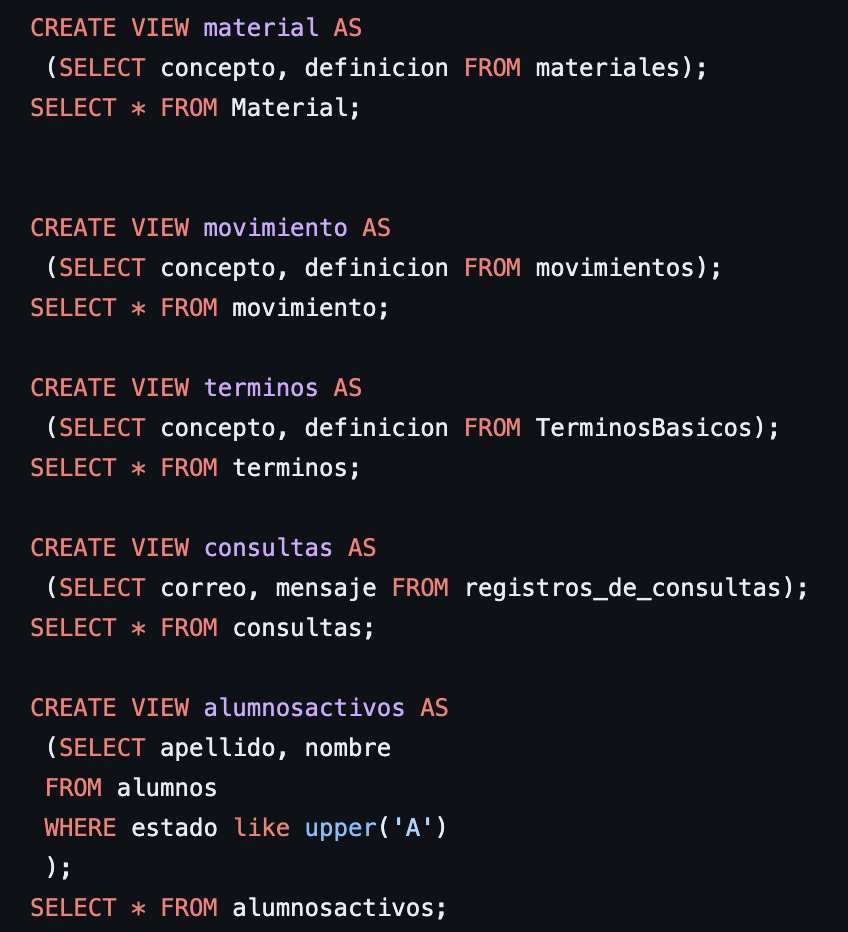 CREATE VIEW material AS
(SELECT concepto, definicion FROM materiales);
SELECT * FROM Material;
CREATE VIEW movimiento AS
(SELECT concepto, definicion FROM movimientos);
SELECT * FROM movimiento;
CREATE VIEW terminos AS
(SELECT concepto, definicion FROM TerminosBasicos);
SELECT * FROM terminos;
CREATE VIEW consultas AS
(SELECT correo, mensaje FROM registros_de_consultas);
SELECT * FROM consultas;
CREATE VIEW alumnosactivos AS
(SELECT apellido, nombre
FROM alumnos
WHERE estado like upper('A')
);
SELECT * FROM alumnosactivos;